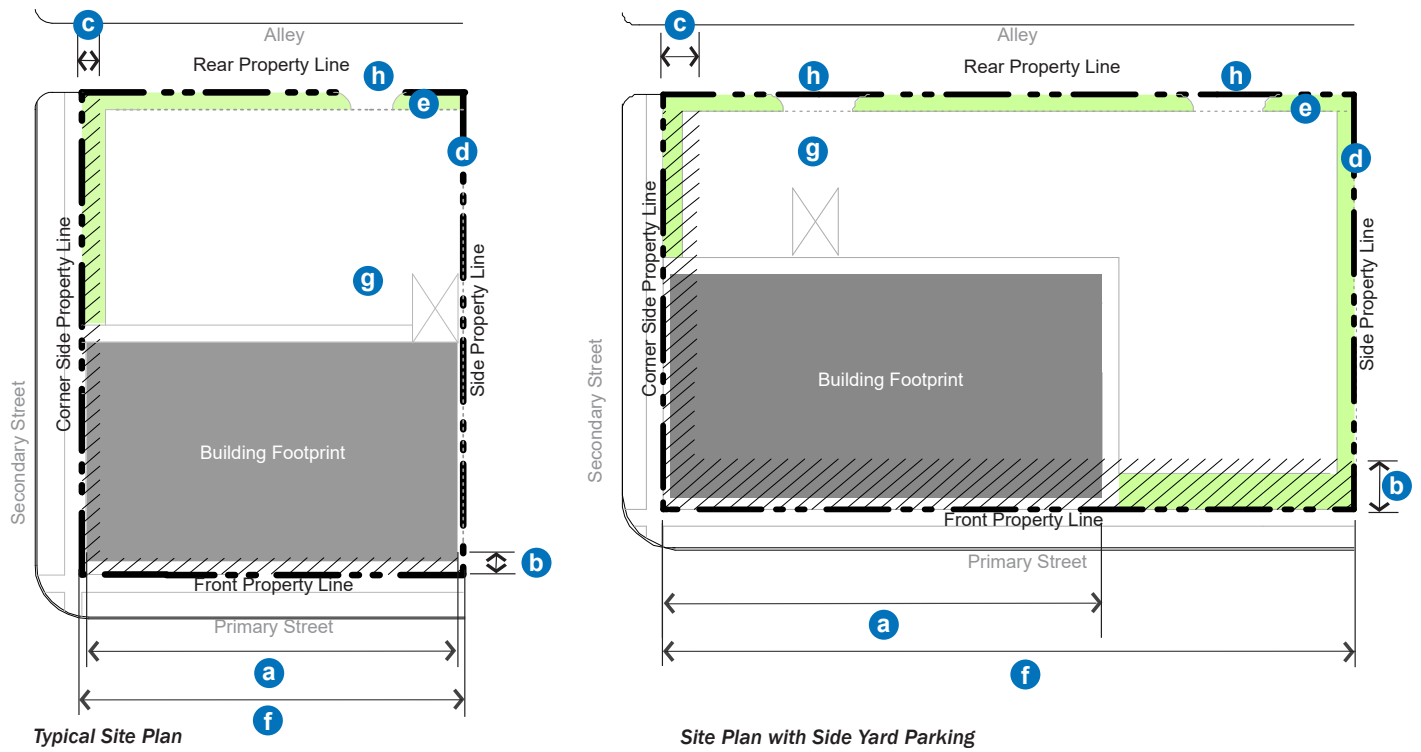 c
Alley
Rear Property Line
h
e
d
Corner Side Property Line
Side Property Line
g
Secondary Street
Building Footprint
b
Front Property Line
Primary Street
a
f
Typical Site Plan
c
Alley
Rear Property Line
h
h
e
d
g
Corner Side Property Line
Side Property Line
Secondary Street
Building Footprint
b
Front Property Line
Primary Street
a
f
Site Plan with Side Yard Parking